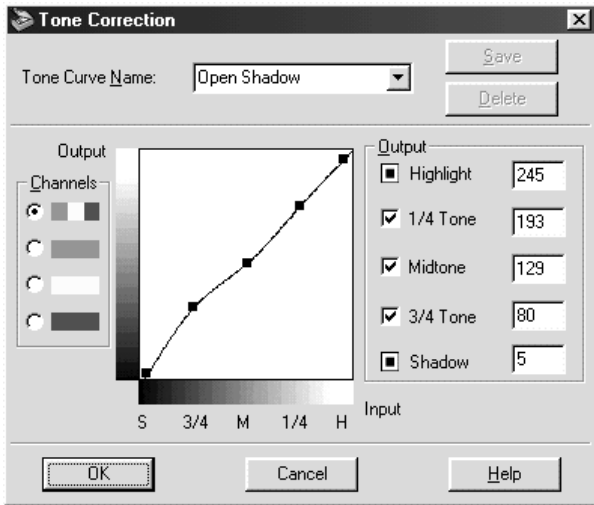 Tone Correction
Tone Curve Name:
Open Shadow
Save
Delete
Output
Channels
Output
Highlight 245
1/4 Tone 193
Midtone 129
3/4 Tone 80
Shadow 5
Input
S 3/4 M 1/4 H
OK
Cancel
Help